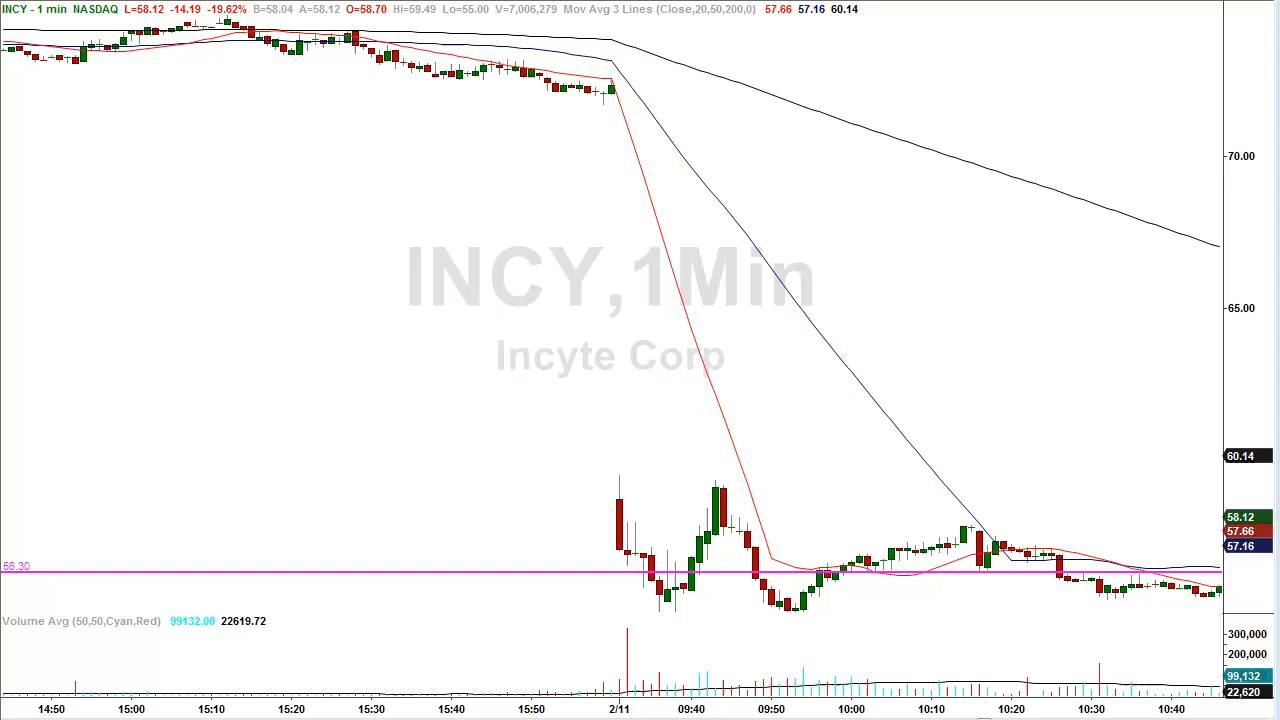 INCY - 1 min NASDAQ L=58.12 -14.19 -19.62% B=58.04 A=58.12 O=58.70 Hi=59.49 Lo=55.00 V=7,006,279 Mov Avg 3 Lines (Close,20,50,200,0) 57.66 57.16 60.14
70.00
INCY,1Min
65.00
Incyte Corp
60.14
58.12
57.66
57.16
56.30
Volume Avg (50,50,Cyan,Red) 99132.00 22619.72
300,000
200,000
99,132
22,620
14:50 15:00 15:10 15:20 15:30 15:40 15:50 2/11 09:40 09:50 10:00 10:10 10:20 10:30 10:40